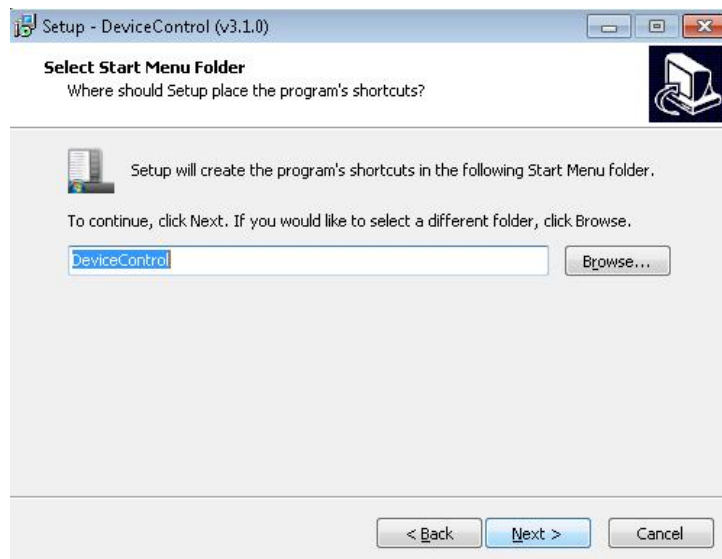 Setup - DeviceControl (v3.1.0)
Select Start Menu Folder
Where should Setup place the program's shortcuts?
Setup will create the program's shortcuts in the following Start Menu folder.
To continue, click Next. If you would like to select a different folder, click Browse.
DeviceControl
Browse...
< Back
Next >
Cancel